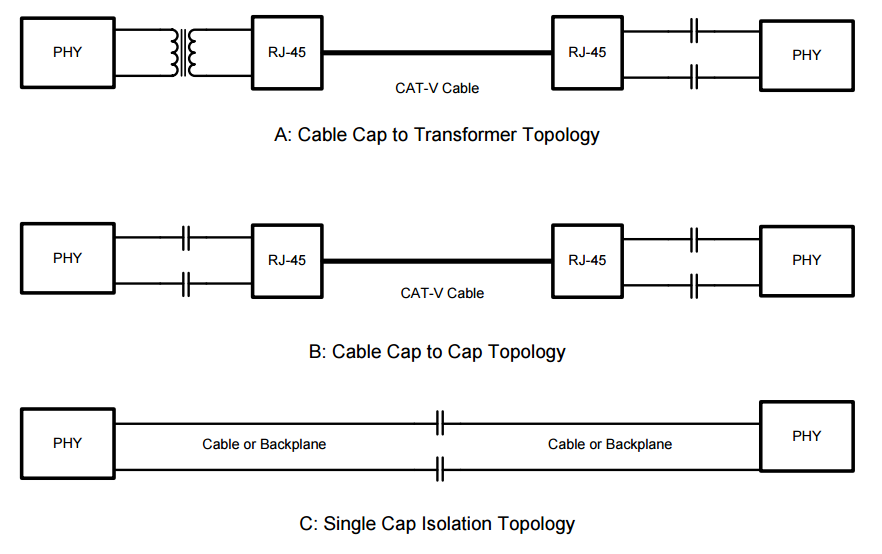 PHY
RJ-45
RJ-45
PHY
CAT-V Cable
A: Cable Cap to Transformer Topology
PHY
RJ-45
RJ-45
PHY
CAT-V Cable
B: Cable Cap to Cap Topology
PHY
Cable or Backplane
Cable or Backplane
PHY
C: Single Cap Isolation Topology